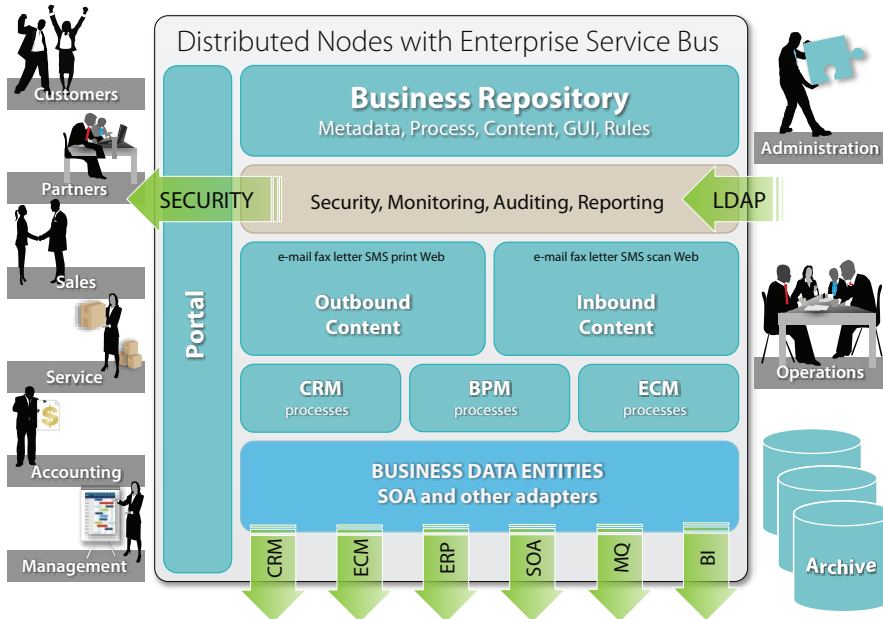 Distributed Nodes with Enterprise Service Bus
Customers
Partners
Sales
Service
Accounting
Management
Portal
Business Repository
Metadata, Process, Content, GUI, Rules
SECURITY
Security, Monitoring, Auditing, Reporting
LDAP
e-mail fax letter SMS print Web
Outbound
Content
e-mail fax letter SMS scan Web
Inbound
Content
CRM
processes
BPM
processes
ECM
processes
BUSINESS DATA ENTITIES
SOA and other adapters
CRM
ECM
ERP
SOA
MQ
BI
Administration
Operations
Archive